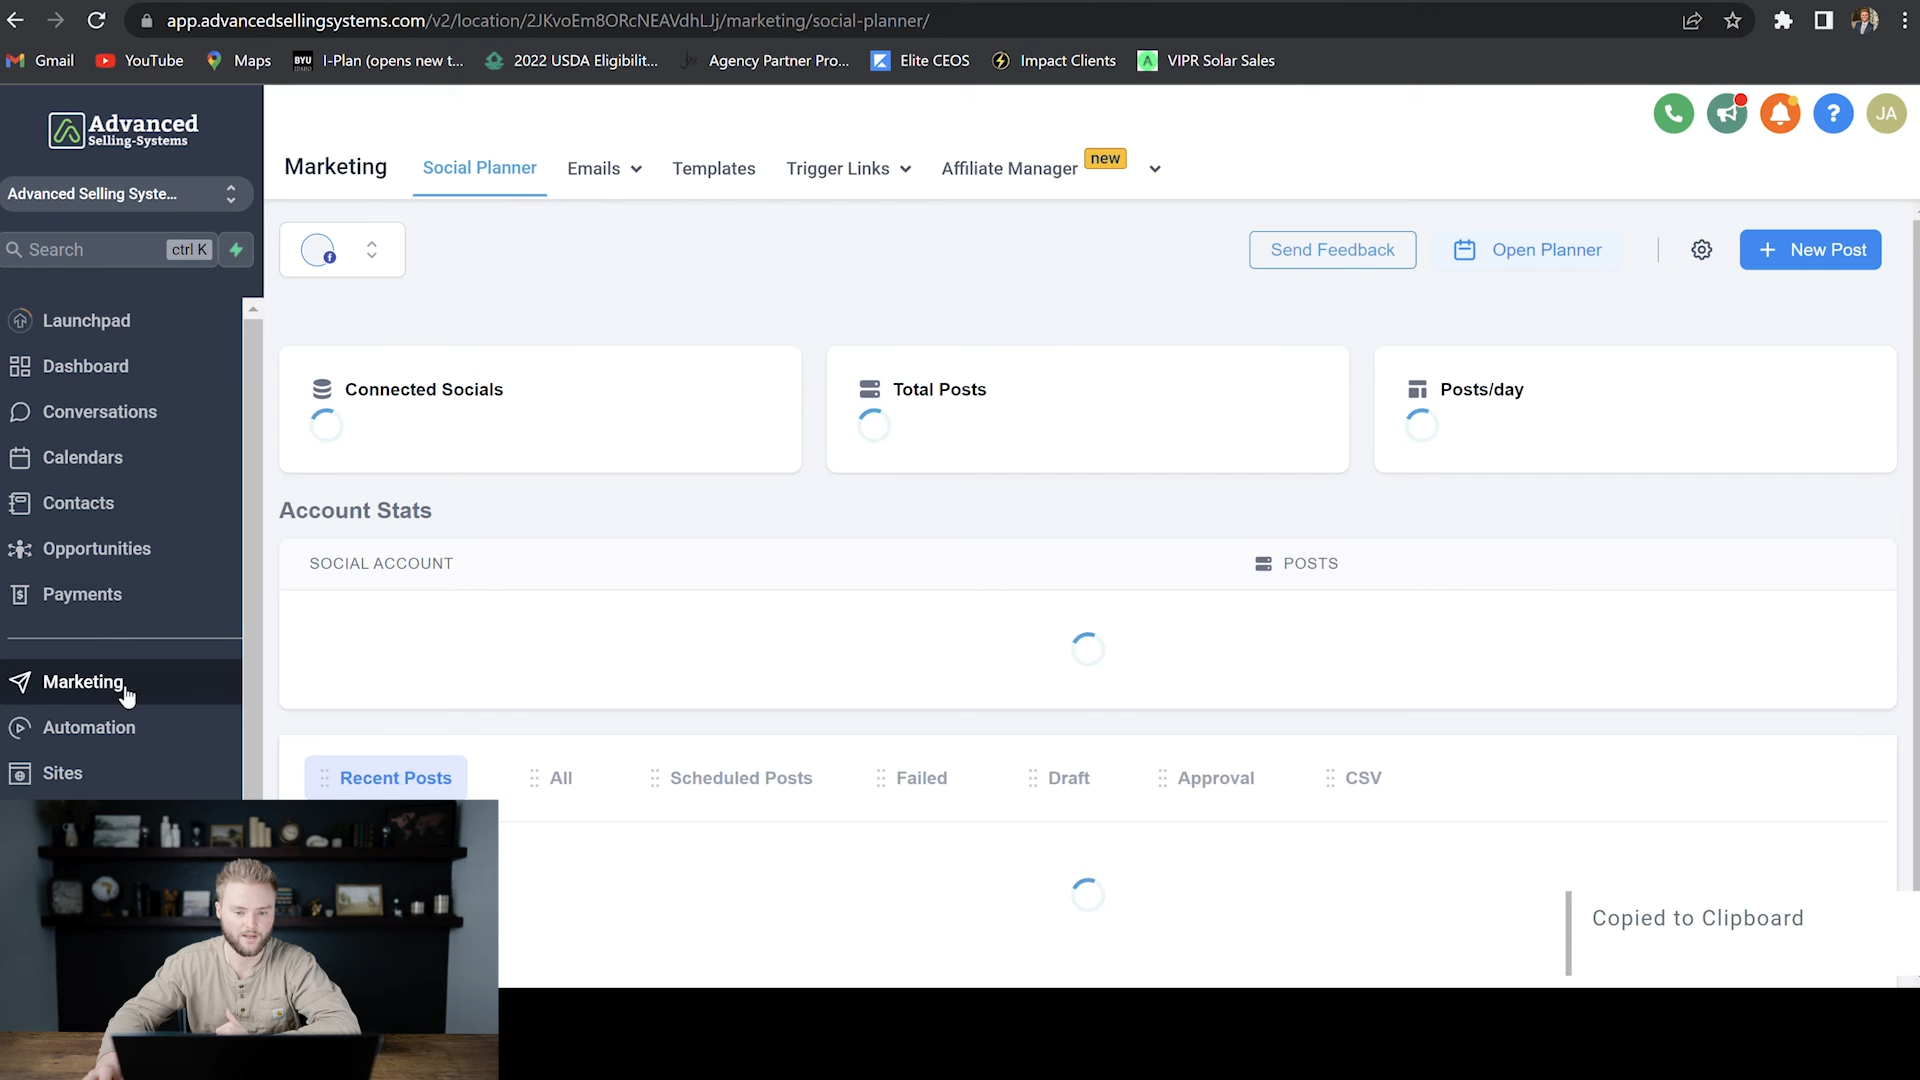 app.advancedsellingsystems.com/v2/location/2JKvoEm8ORcNEAVdhLJj/marketing/social-planner/
Gmail
YouTube
Maps
BYU IDAHO
I-Plan (opens new t...
2022 USDA Eligibilit...
Agency Partner Pro...
Elite CEOS
Impact Clients
A
VIPR Solar Sales
Advanced
Selling-Systems
Advanced Selling Syste...
Search
ctrl K
Launchpad
Dashboard
Conversations
Calendars
Contacts
Opportunities
Payments
Marketing
Automation
Sites
?
JA
Marketing
Social Planner
Emails
Templates
Trigger Links
Affiliate Manager
new
f
Send Feedback
Open Planner
+ New Post
Connected Socials
Total Posts
Posts/day
Account Stats
SOCIAL ACCOUNT
POSTS
Recent Posts
All
Scheduled Posts
Failed
Draft
Approval
CSV
Copied to Clipboard